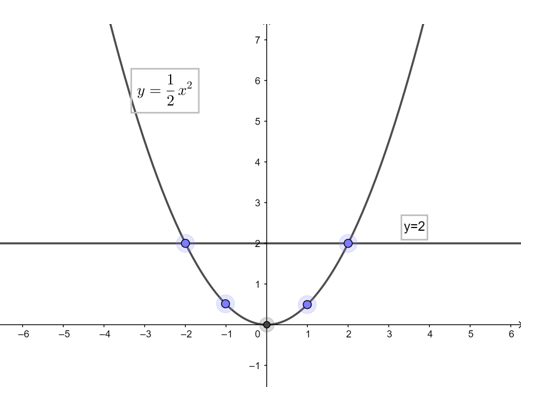 7
6
$y = \frac{1}{2} x^2$
5
4
3
y=2
2
1
–6 –5 –4 –3 –2 –1 0 1 2 3 4 5 6
–1